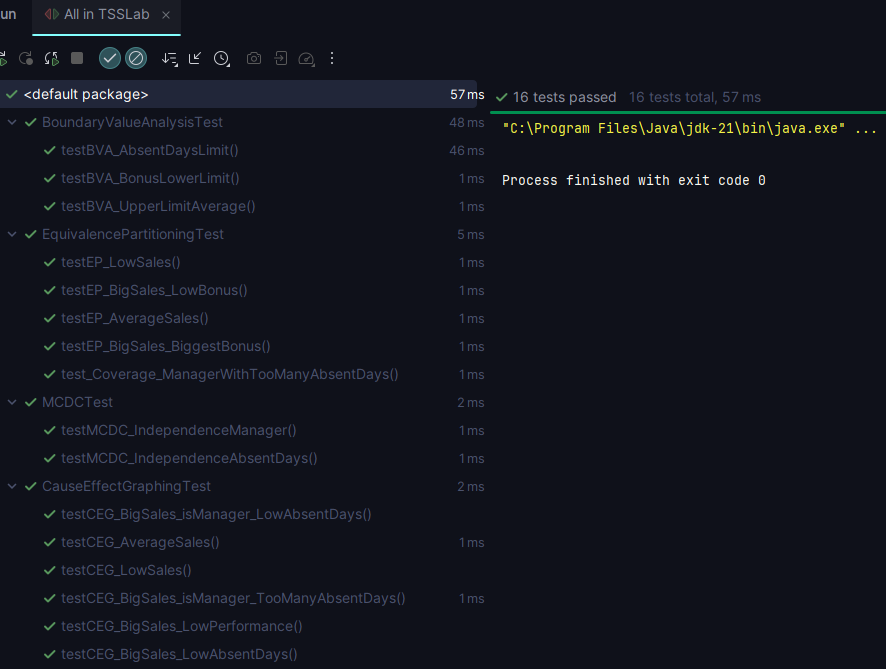 un
All in TSSLab
<default package> 57 ms
16 tests passed 16 tests total, 57 ms
BoundaryValueAnalysisTest 48 ms
testBVA_AbsentDaysLimit() 46 ms
testBVA_BonusLowerLimit() 1 ms
testBVA_UpperLimitAverage() 1 ms
EquivalencePartitioningTest 5 ms
testEP_LowSales() 1 ms
testEP_BigSales_LowBonus() 1 ms
testEP_AverageSales() 1 ms
testEP_BigSales_BiggestBonus() 1 ms
test_Coverage_ManagerWithTooManyAbsentDays() 1 ms
MCDCTest 2 ms
testMCDC_IndependenceManager() 1 ms
testMCDC_IndependenceAbsentDays() 1 ms
CauseEffectGraphingTest 2 ms
testCEG_BigSales_isManager_LowAbsentDays()
testCEG_AverageSales() 1 ms
testCEG_LowSales()
testCEG_BigSales_isManager_TooManyAbsentDays() 1 ms
testCEG_BigSales_LowPerformance()
testCEG_BigSales_LowAbsentDays()
"C:\Program Files\Java\jdk-21\bin\java.exe" ...
Process finished with exit code 0